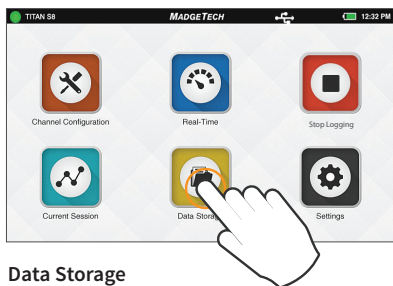 TITAN S8 MADGETECH 12:32 PM
Channel Configuration Real-Time Stop Logging
Current Session Data Storage Settings
Data Storage